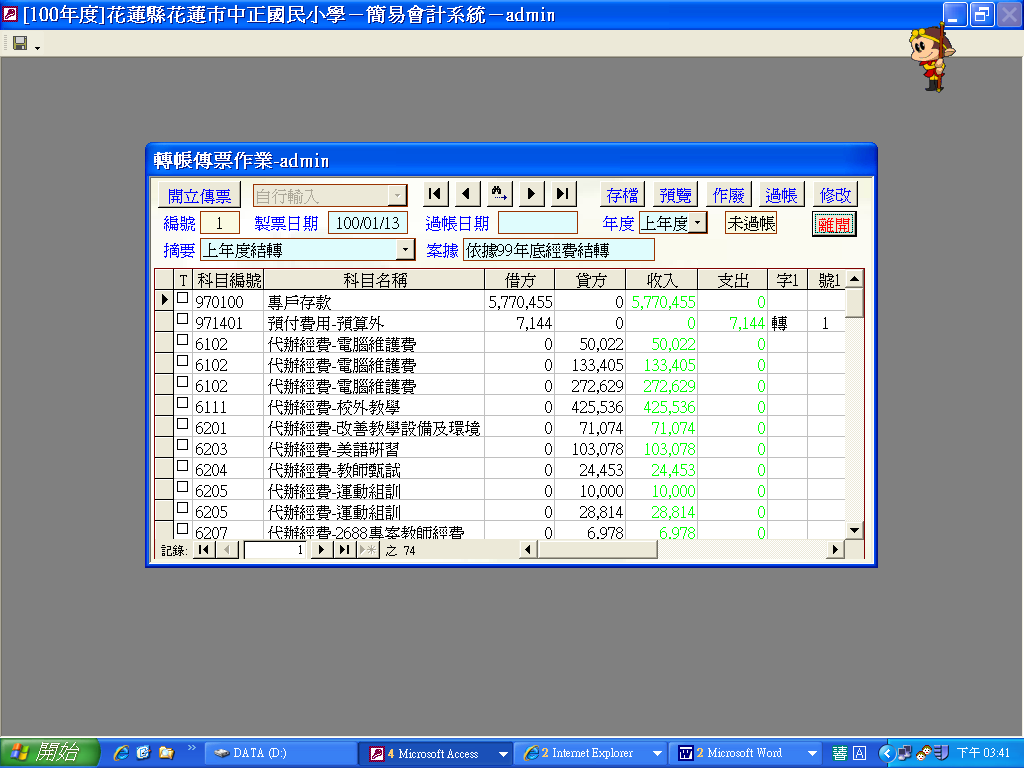 [100年度]花蓮縣花蓮市中正國民小學－簡易會計系統－admin
轉帳傳票作業-admin
開立傳票 自行輸入 存檔 預覽 作廢 過帳 修改
編號 1 製票日期 100/01/13 過帳日期 年度 上年度 未過帳 離開
摘要 上年度結轉 案據 依據99年底經費結轉
T 科目編號 科目名稱 借方 貸方 收入 支出 字1 號1
970100 專戶存款 5,770,455 0 5,770,455 0
971401 預付費用-預算外 7,144 0 0 7,144 轉 1
6102 代辦經費-電腦維護費 0 50,022 50,022 0
6102 代辦經費-電腦維護費 0 133,405 133,405 0
6102 代辦經費-電腦維護費 0 272,629 272,629 0
6111 代辦經費-校外教學 0 425,536 425,536 0
6201 代辦經費-改善教學設備及環境 0 71,074 71,074 0
6203 代辦經費-美語研習 0 103,078 103,078 0
6204 代辦經費-教師甄試 0 24,453 24,453 0
6205 代辦經費-運動組訓 0 10,000 10,000 0
6205 代辦經費-運動組訓 0 28,814 28,814 0
6207 代辦經費-2688專案教師經費 0 6,978 6,978 0
記錄: 1 之 74
開始 DATA (D:) 4 Microsoft Access 2 Internet Explorer 2 Microsoft Word A 下午 03:41